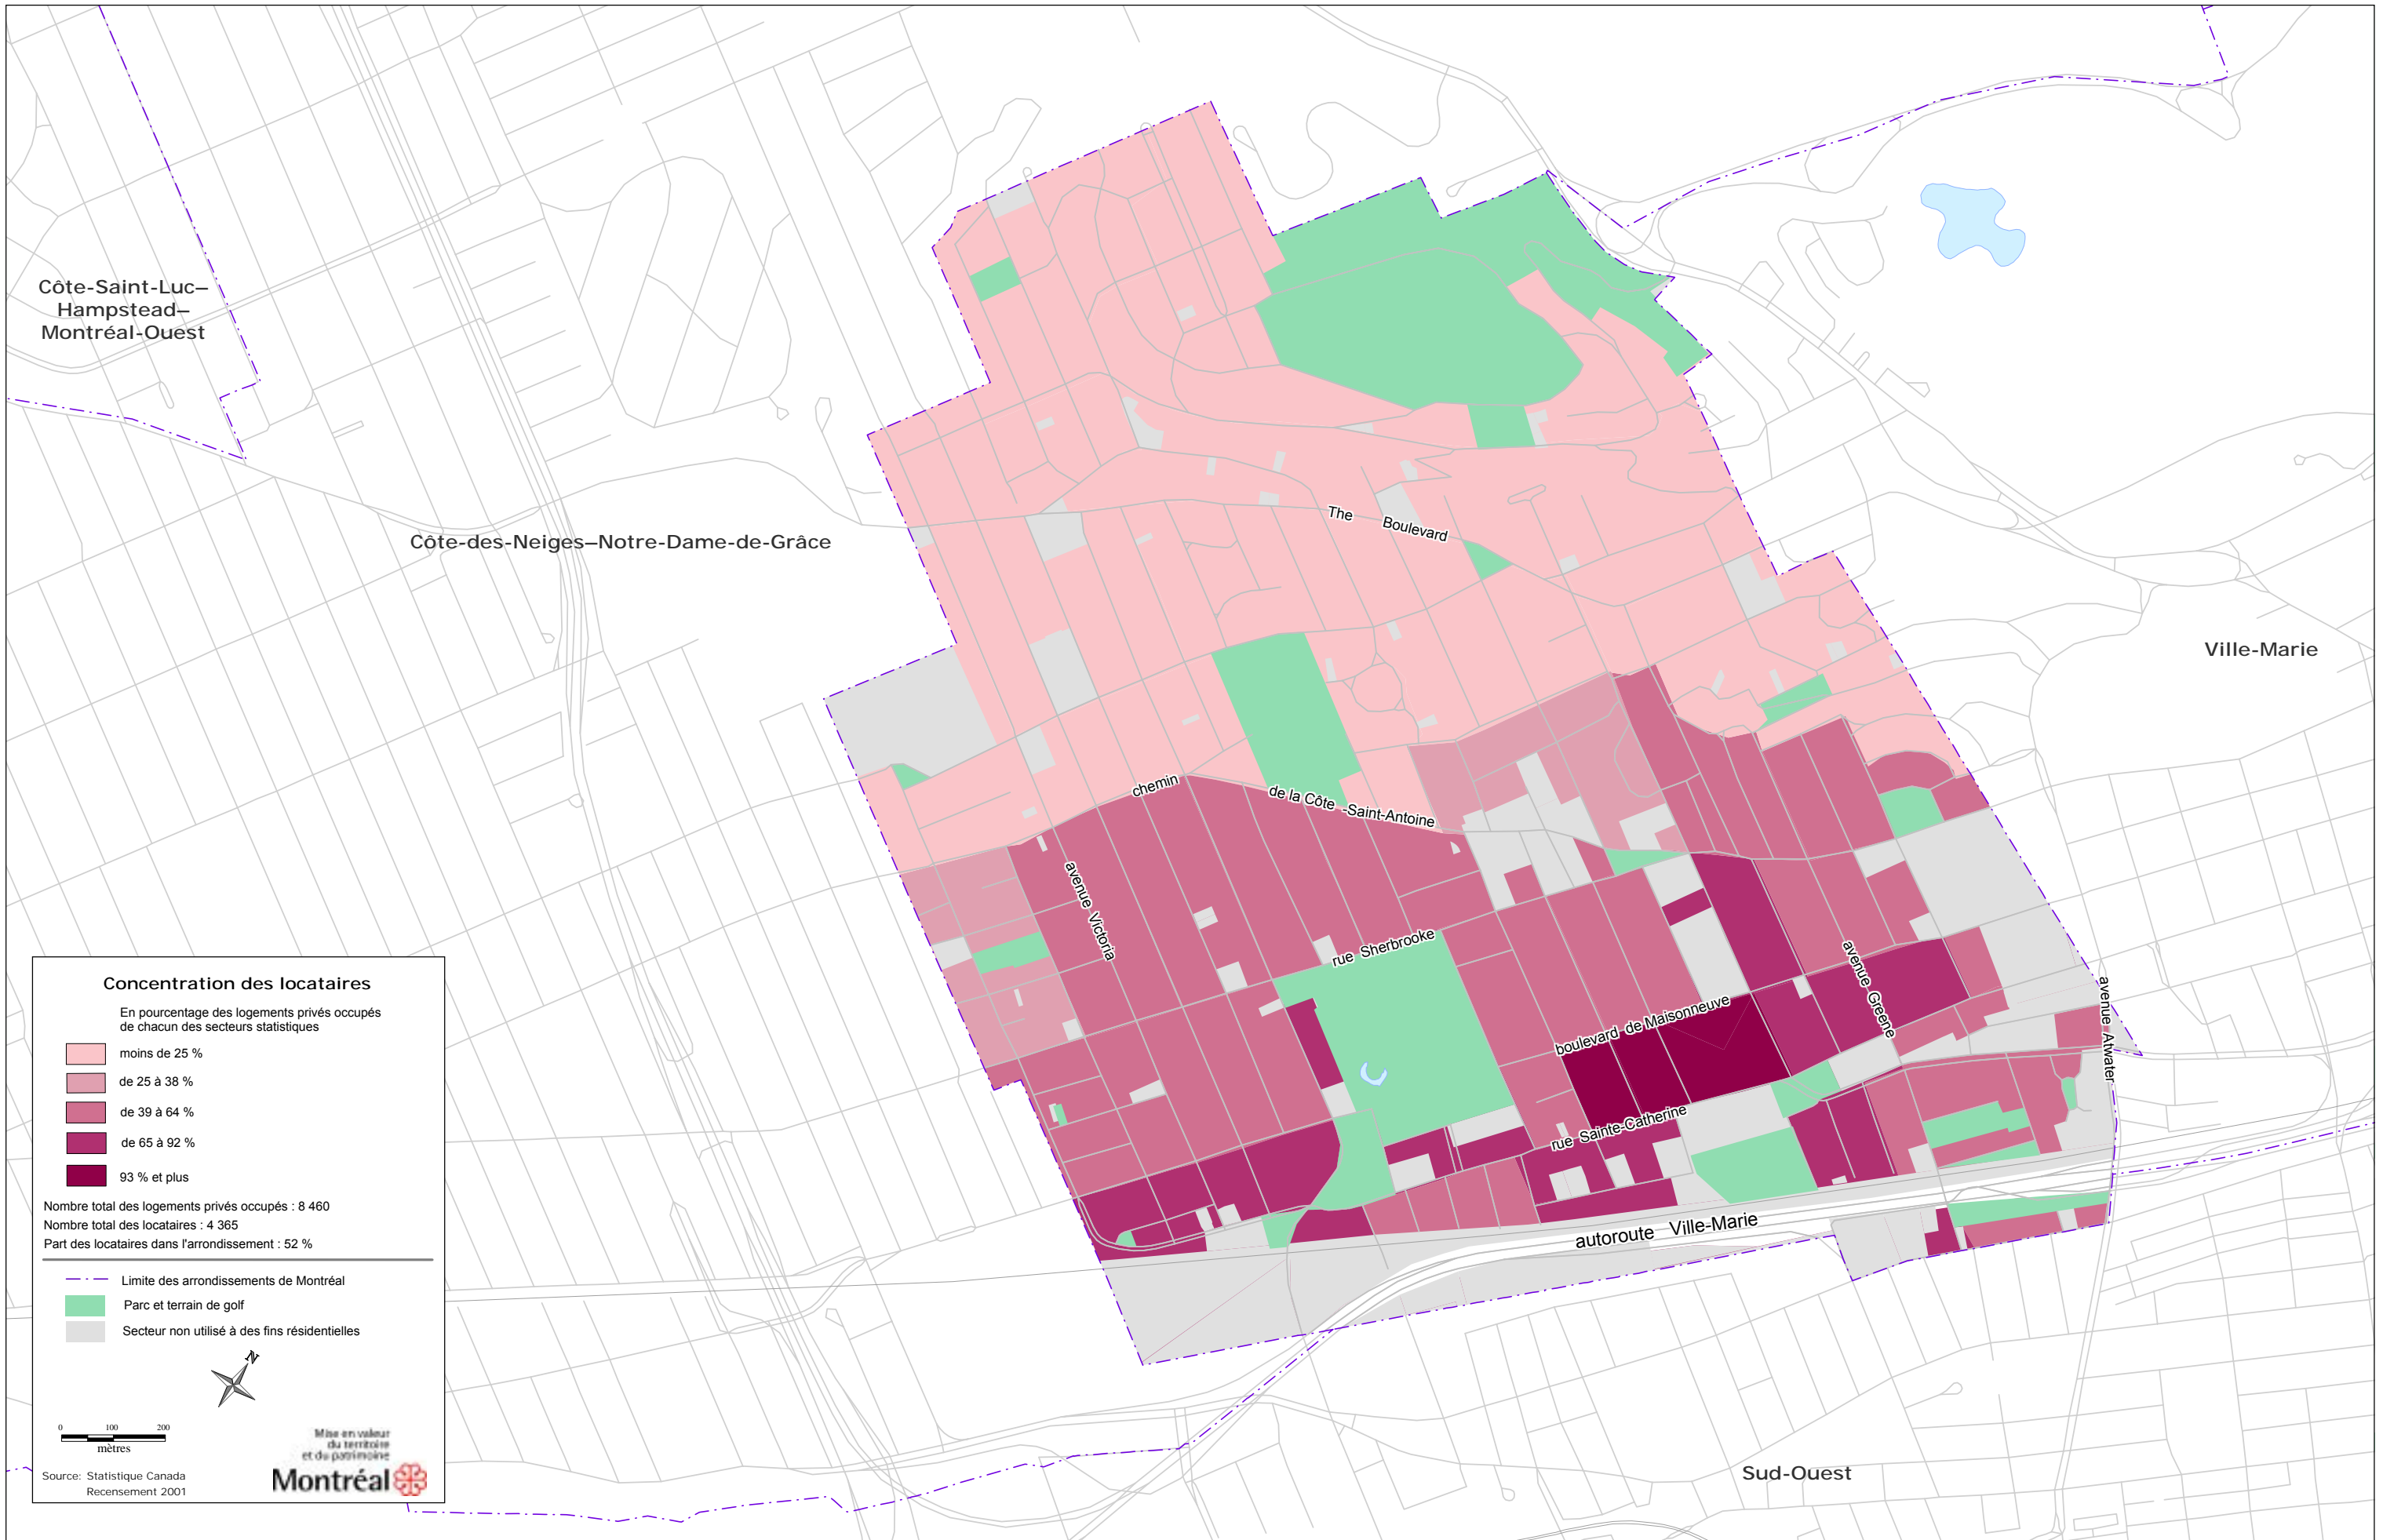 Côte-Saint-Luc–
Hampstead–
Montréal-Ouest
Côte-des-Neiges–Notre-Dame-de-Grâce
Ville-Marie
Sud-Ouest
The Boulevard
chemin de la Côte -Saint-Antoine
avenue Victoria
rue Sherbrooke
boulevard de Maisonneuve
avenue Greene
avenue Atwater
rue Sainte-Catherine
autoroute Ville-Marie
Concentration des locataires
En pourcentage des logements privés occupés
de chacun des secteurs statistiques
moins de 25 %
de 25 à 38 %
de 39 à 64 %
de 65 à 92 %
93 % et plus
Nombre total des logements privés occupés : 8 460
Nombre total des locataires : 4 365
Part des locataires dans l'arrondissement : 52 %
Limite des arrondissements de Montréal
Parc et terrain de golf
Secteur non utilisé à des fins résidentielles
N
0 100 200
mètres
Mise en valeur
du territoire
et du patrimoine
Montréal
Source: Statistique Canada
Recensement 2001